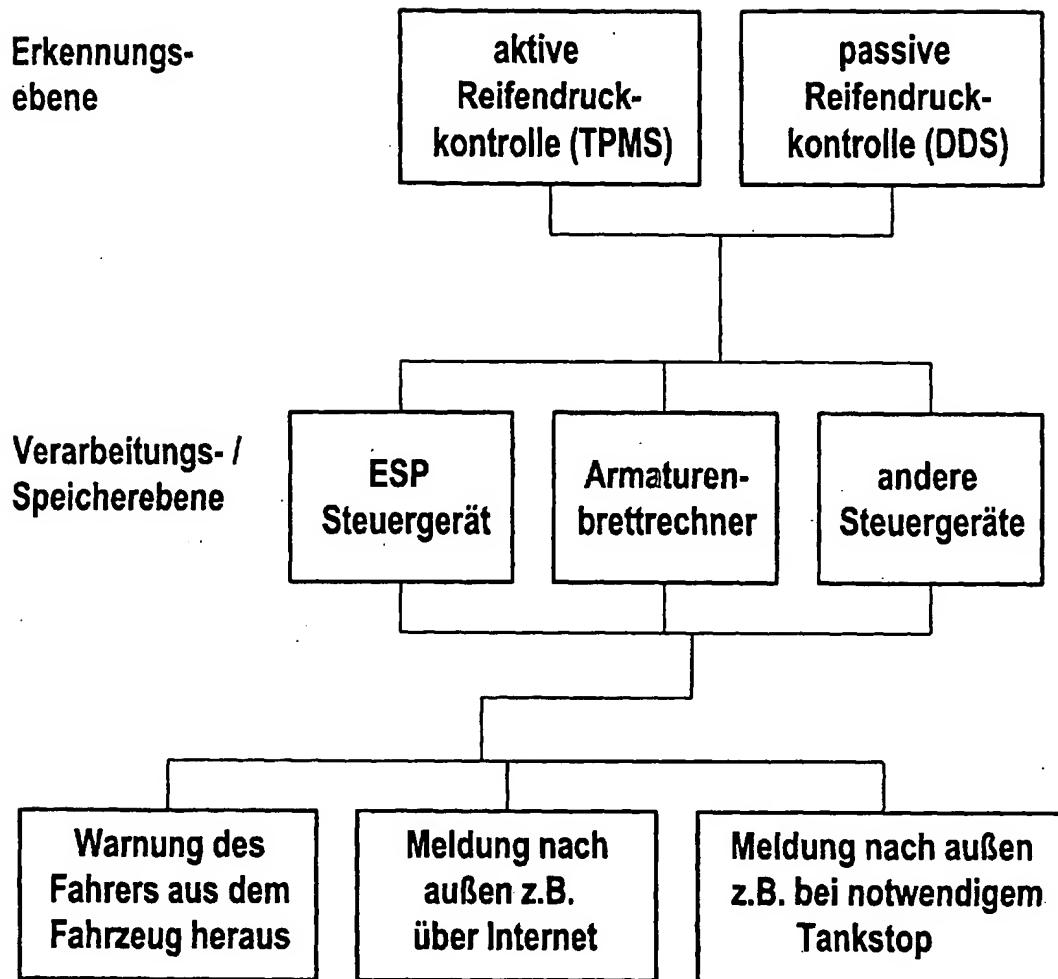 Erkennungs-
ebene
aktive
Reifendruck-
kontrolle (TPMS)
passive
Reifendruck-
kontrolle (DDS)
Verarbeitungs- /
Speicherebene
ESP
Steuergerät
Armaturen-
brettrechner
andere
Steuergeräte
Warnung des
Fahrers aus dem
Fahrzeug heraus
Meldung nach
außen z.B.
über Internet
Meldung nach außen
z.B. bei notwendigem
Tankstop